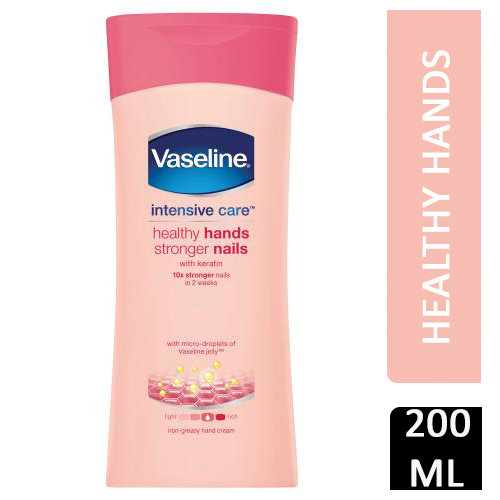 Vaseline
intensive care™
healthy hands
stronger nails
with keratin
10x stronger nails
in 2 weeks
with micro-droplets of
Vaseline jelly™
light rich
non-greasy hand cream
HEALTHY HANDS
200
ML